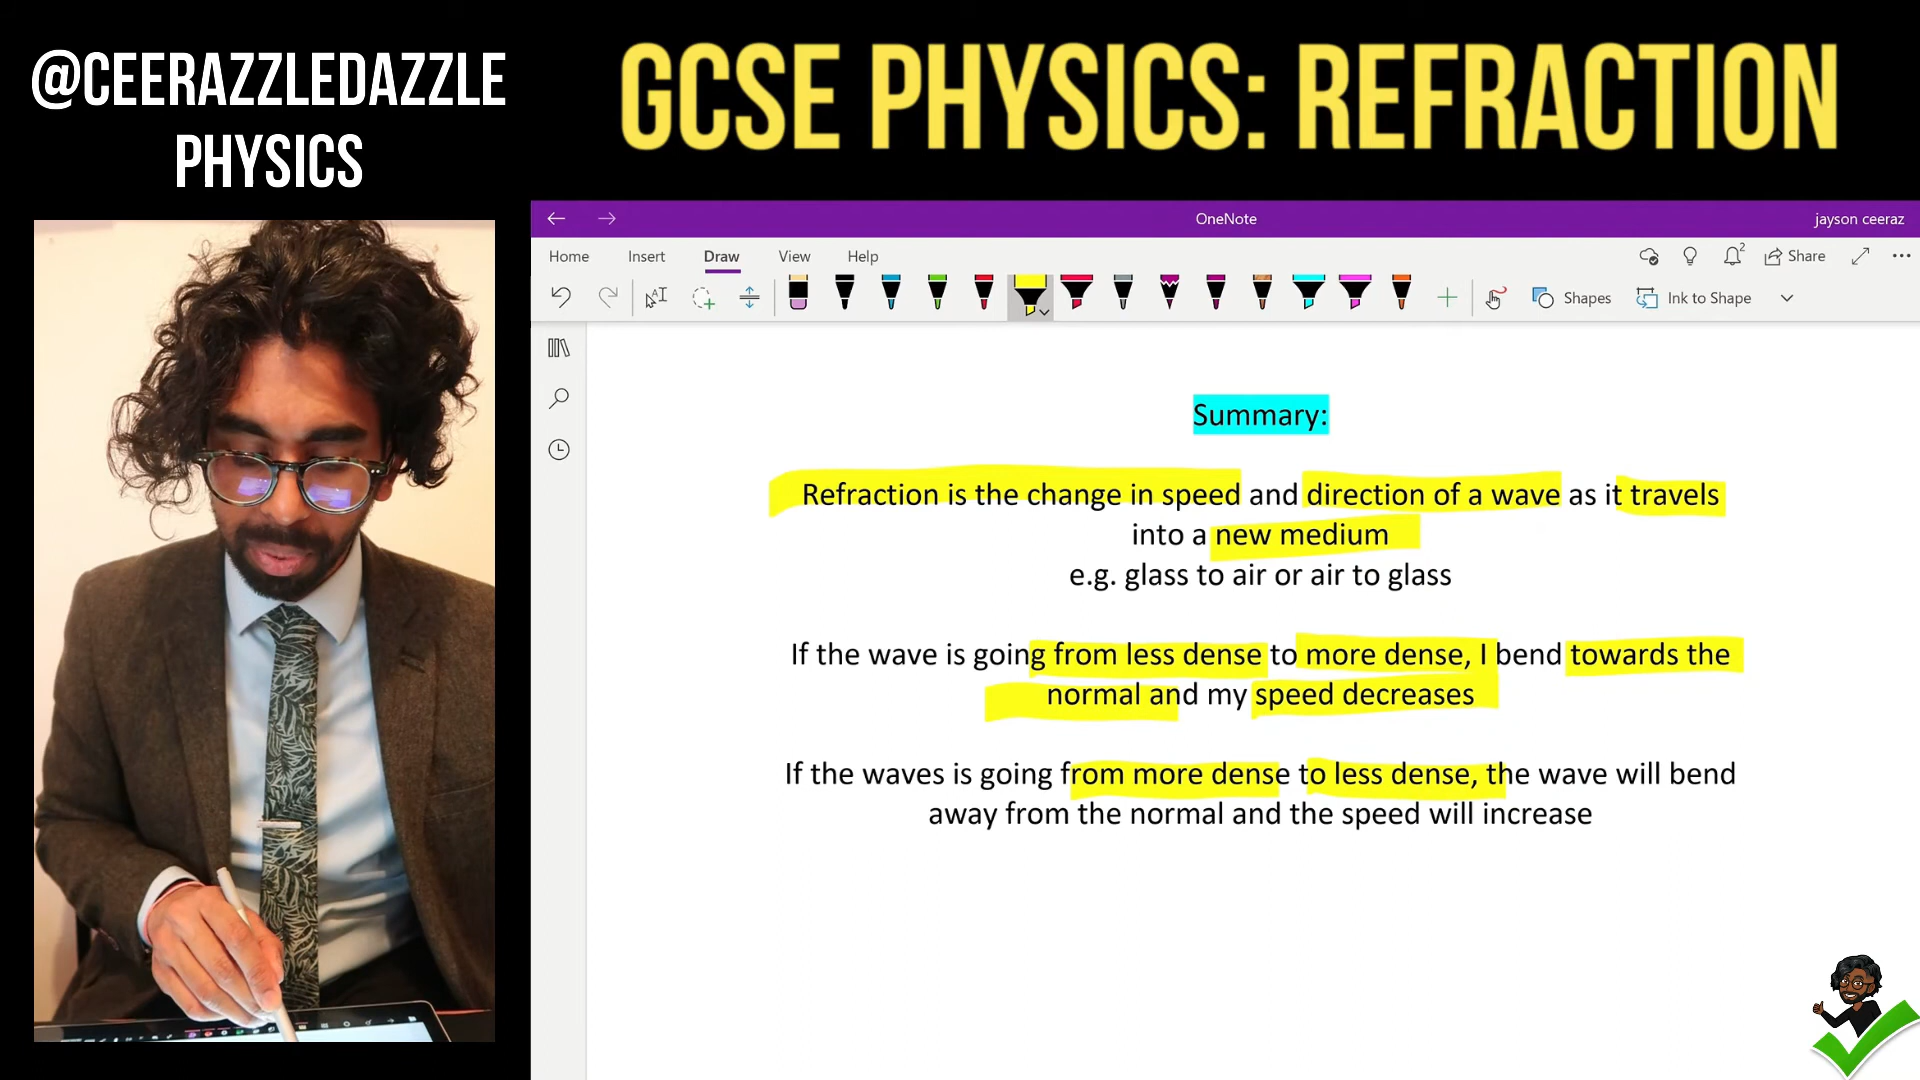 @CEERAZZLEDAZZLE
PHYSICS
GCSE PHYSICS: REFRACTION
OneNote
jayson ceeraz
Home Insert Draw View Help
2
Share
Shapes
Ink to Shape
Summary:
Refraction is the change in speed and direction of a wave as it travels
into a new medium
e.g. glass to air or air to glass
If the wave is going from less dense to more dense, I bend towards the
normal and my speed decreases
If the waves is going from more dense to less dense, the wave will bend
away from the normal and the speed will increase